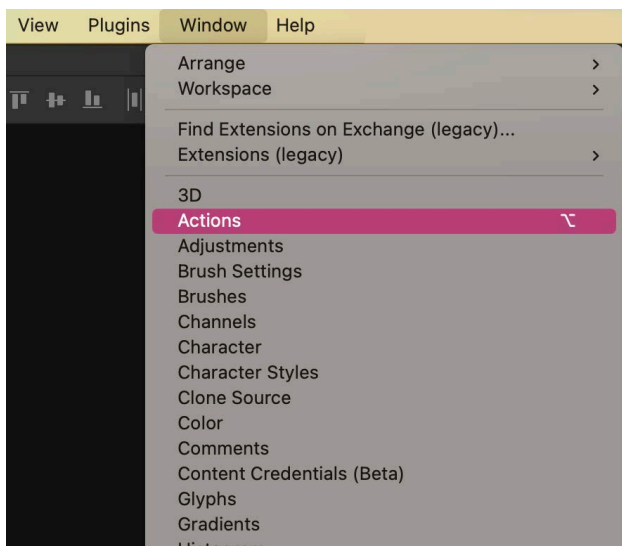 View Plugins Window Help
Arrange
Workspace
Find Extensions on Exchange (legacy)...
Extensions (legacy)
3D
Actions ⌥
Adjustments
Brush Settings
Brushes
Channels
Character
Character Styles
Clone Source
Color
Comments
Content Credentials (Beta)
Glyphs
Gradients